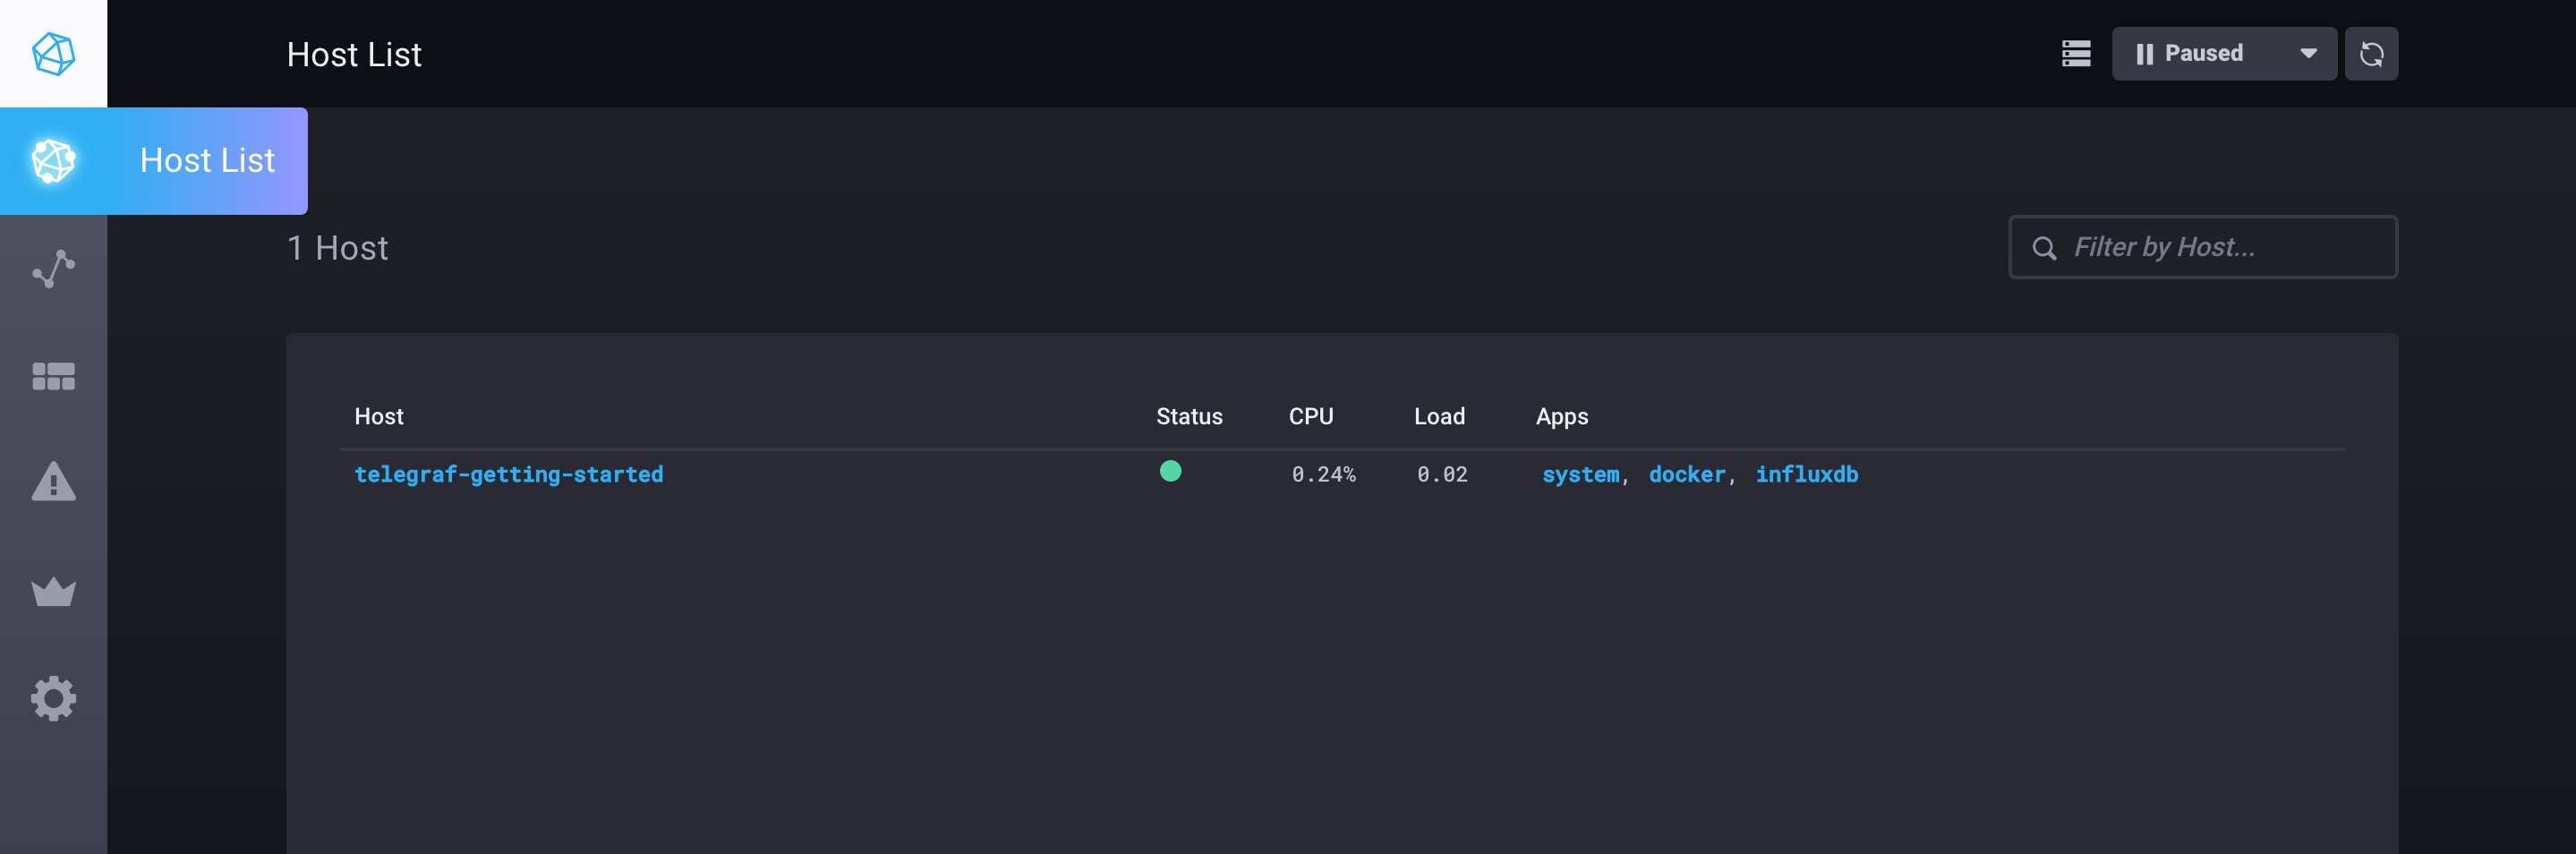 Host List
Paused
Host List
1 Host
Filter by Host...
Host Status CPU Load Apps
telegraf-getting-started 0.24% 0.02 system, docker, influxdb